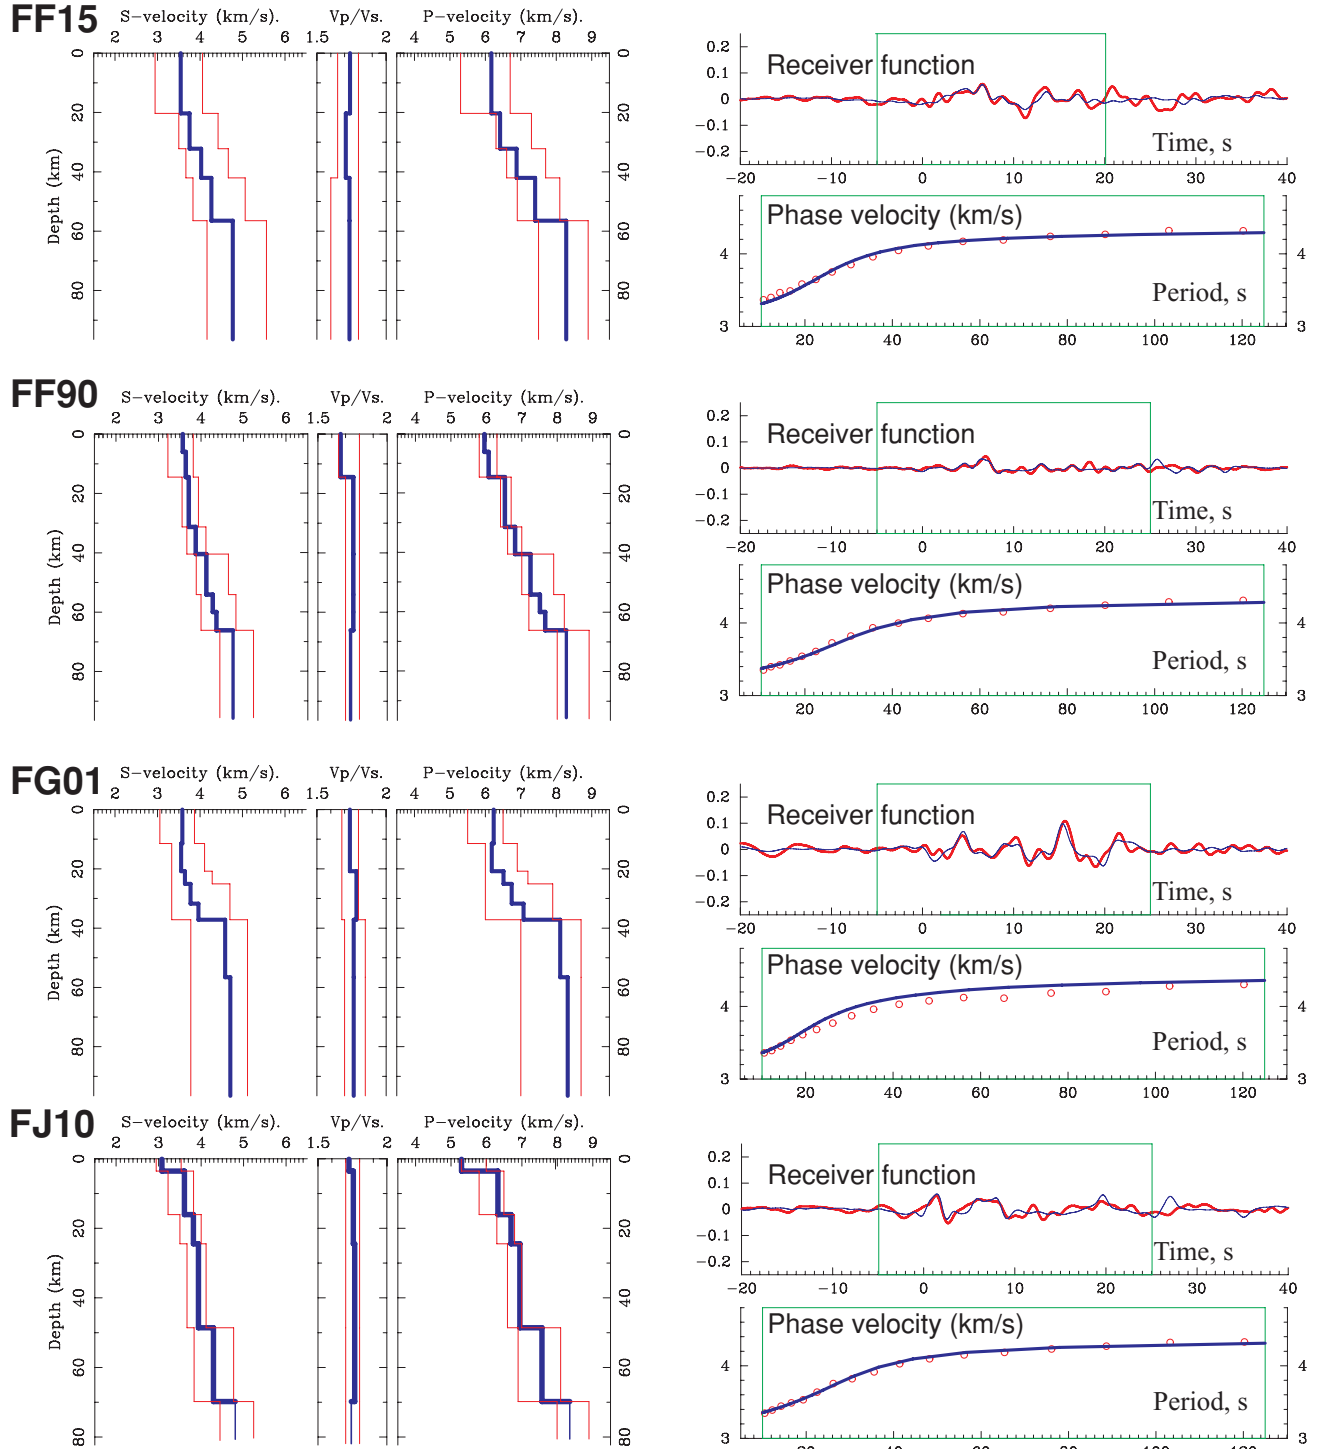 FF15
S-velocity (km/s). Vp/Vs. P-velocity (km/s).
2 3 4 5 6 1.5 2 4 5 6 7 8 9
0 20 40 60 80
Depth (km)
0 20 40 60 80
Receiver function
0.2 0.1 0 -0.1 -0.2
Time, s
-20 -10 0 10 20 30 40
Phase velocity (km/s)
4 3
Period, s
4 3
20 40 60 80 100 120
FF90
S-velocity (km/s). Vp/Vs. P-velocity (km/s).
2 3 4 5 6 1.5 2 4 5 6 7 8 9
0 20 40 60 80
Depth (km)
0 20 40 60 80
Receiver function
0.2 0.1 0 -0.1 -0.2
Time, s
-20 -10 0 10 20 30 40
Phase velocity (km/s)
4 3
Period, s
4 3
20 40 60 80 100 120
FG01
S-velocity (km/s). Vp/Vs. P-velocity (km/s).
2 3 4 5 6 1.5 2 4 5 6 7 8 9
0 20 40 60 80
Depth (km)
0 20 40 60 80
Receiver function
0.2 0.1 0 -0.1 -0.2
Time, s
-20 -10 0 10 20 30 40
Phase velocity (km/s)
4 3
Period, s
4 3
20 40 60 80 100 120
FJ10
S-velocity (km/s). Vp/Vs. P-velocity (km/s).
2 3 4 5 6 1.5 2 4 5 6 7 8 9
0 20 40 60 80
Depth (km)
0 20 40 60 80
Receiver function
0.2 0.1 0 -0.1 -0.2
Time, s
-20 -10 0 10 20 30 40
Phase velocity (km/s)
4 3
Period, s
4 3